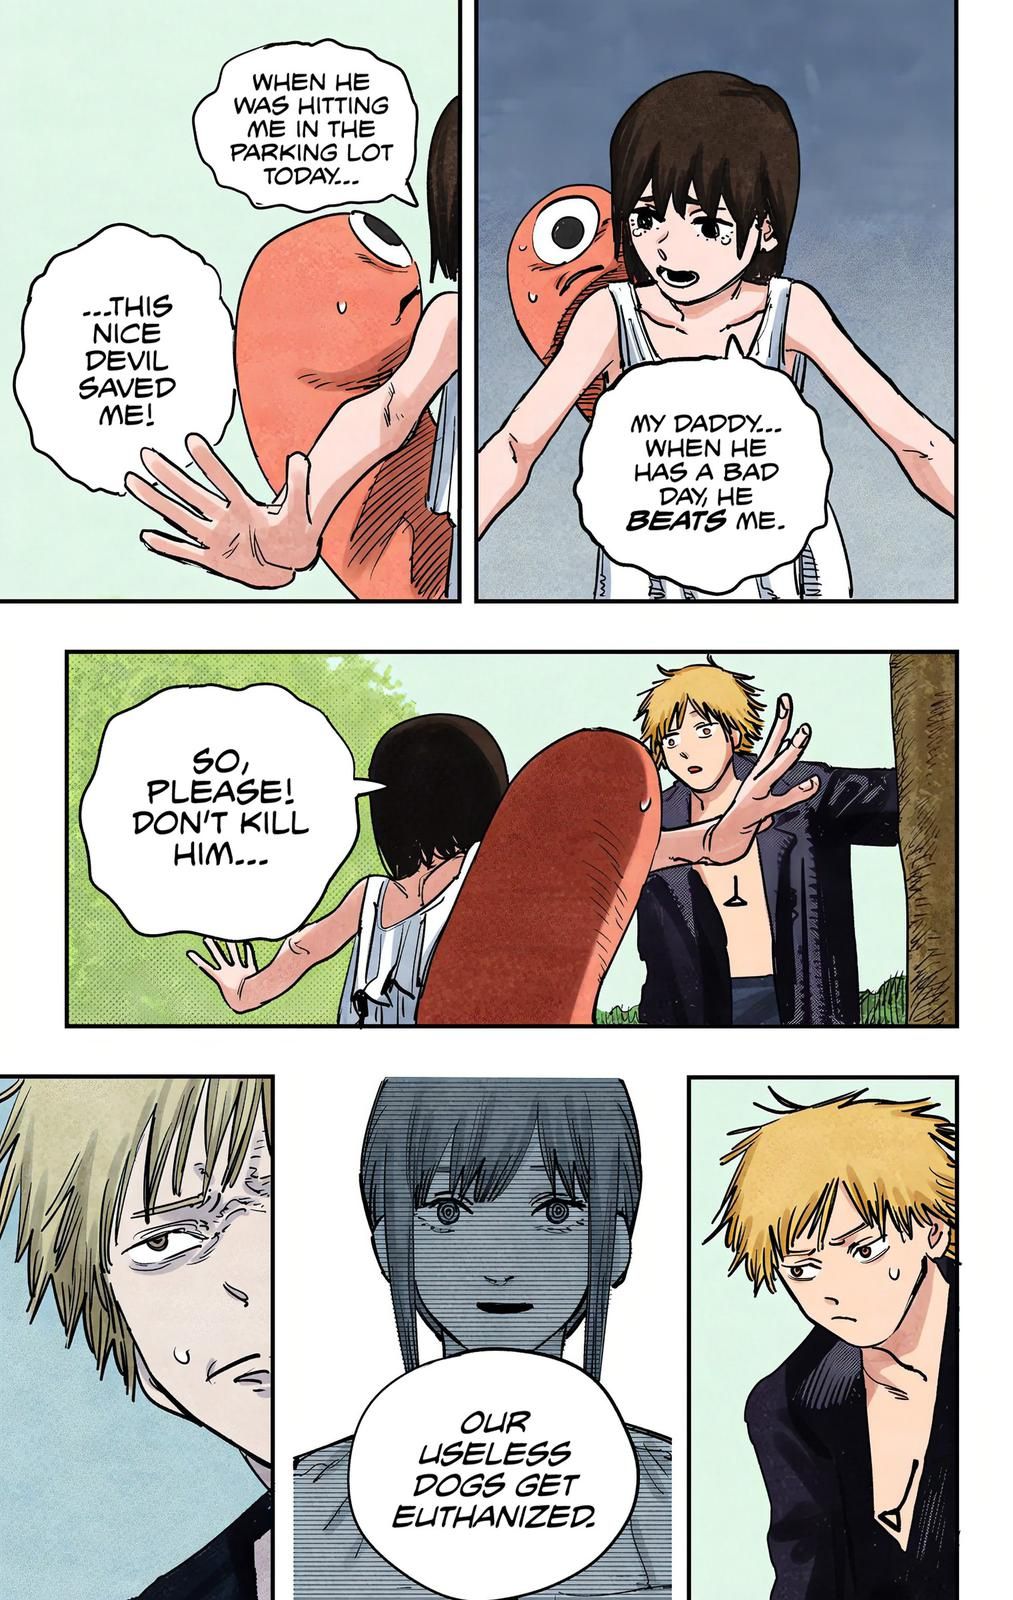 MY DADDY...
WHEN HE
HAS A BAD
DAY, HE
BEATS ME.
WHEN HE
WAS HITTING
ME IN THE
PARKING LOT
TODAY...
...THIS
NICE
DEVIL
SAVED
ME!
SO,
PLEASE!
DON'T KILL
HIM...
OUR
USELESS
DOGS GET
EUTHANIZED.